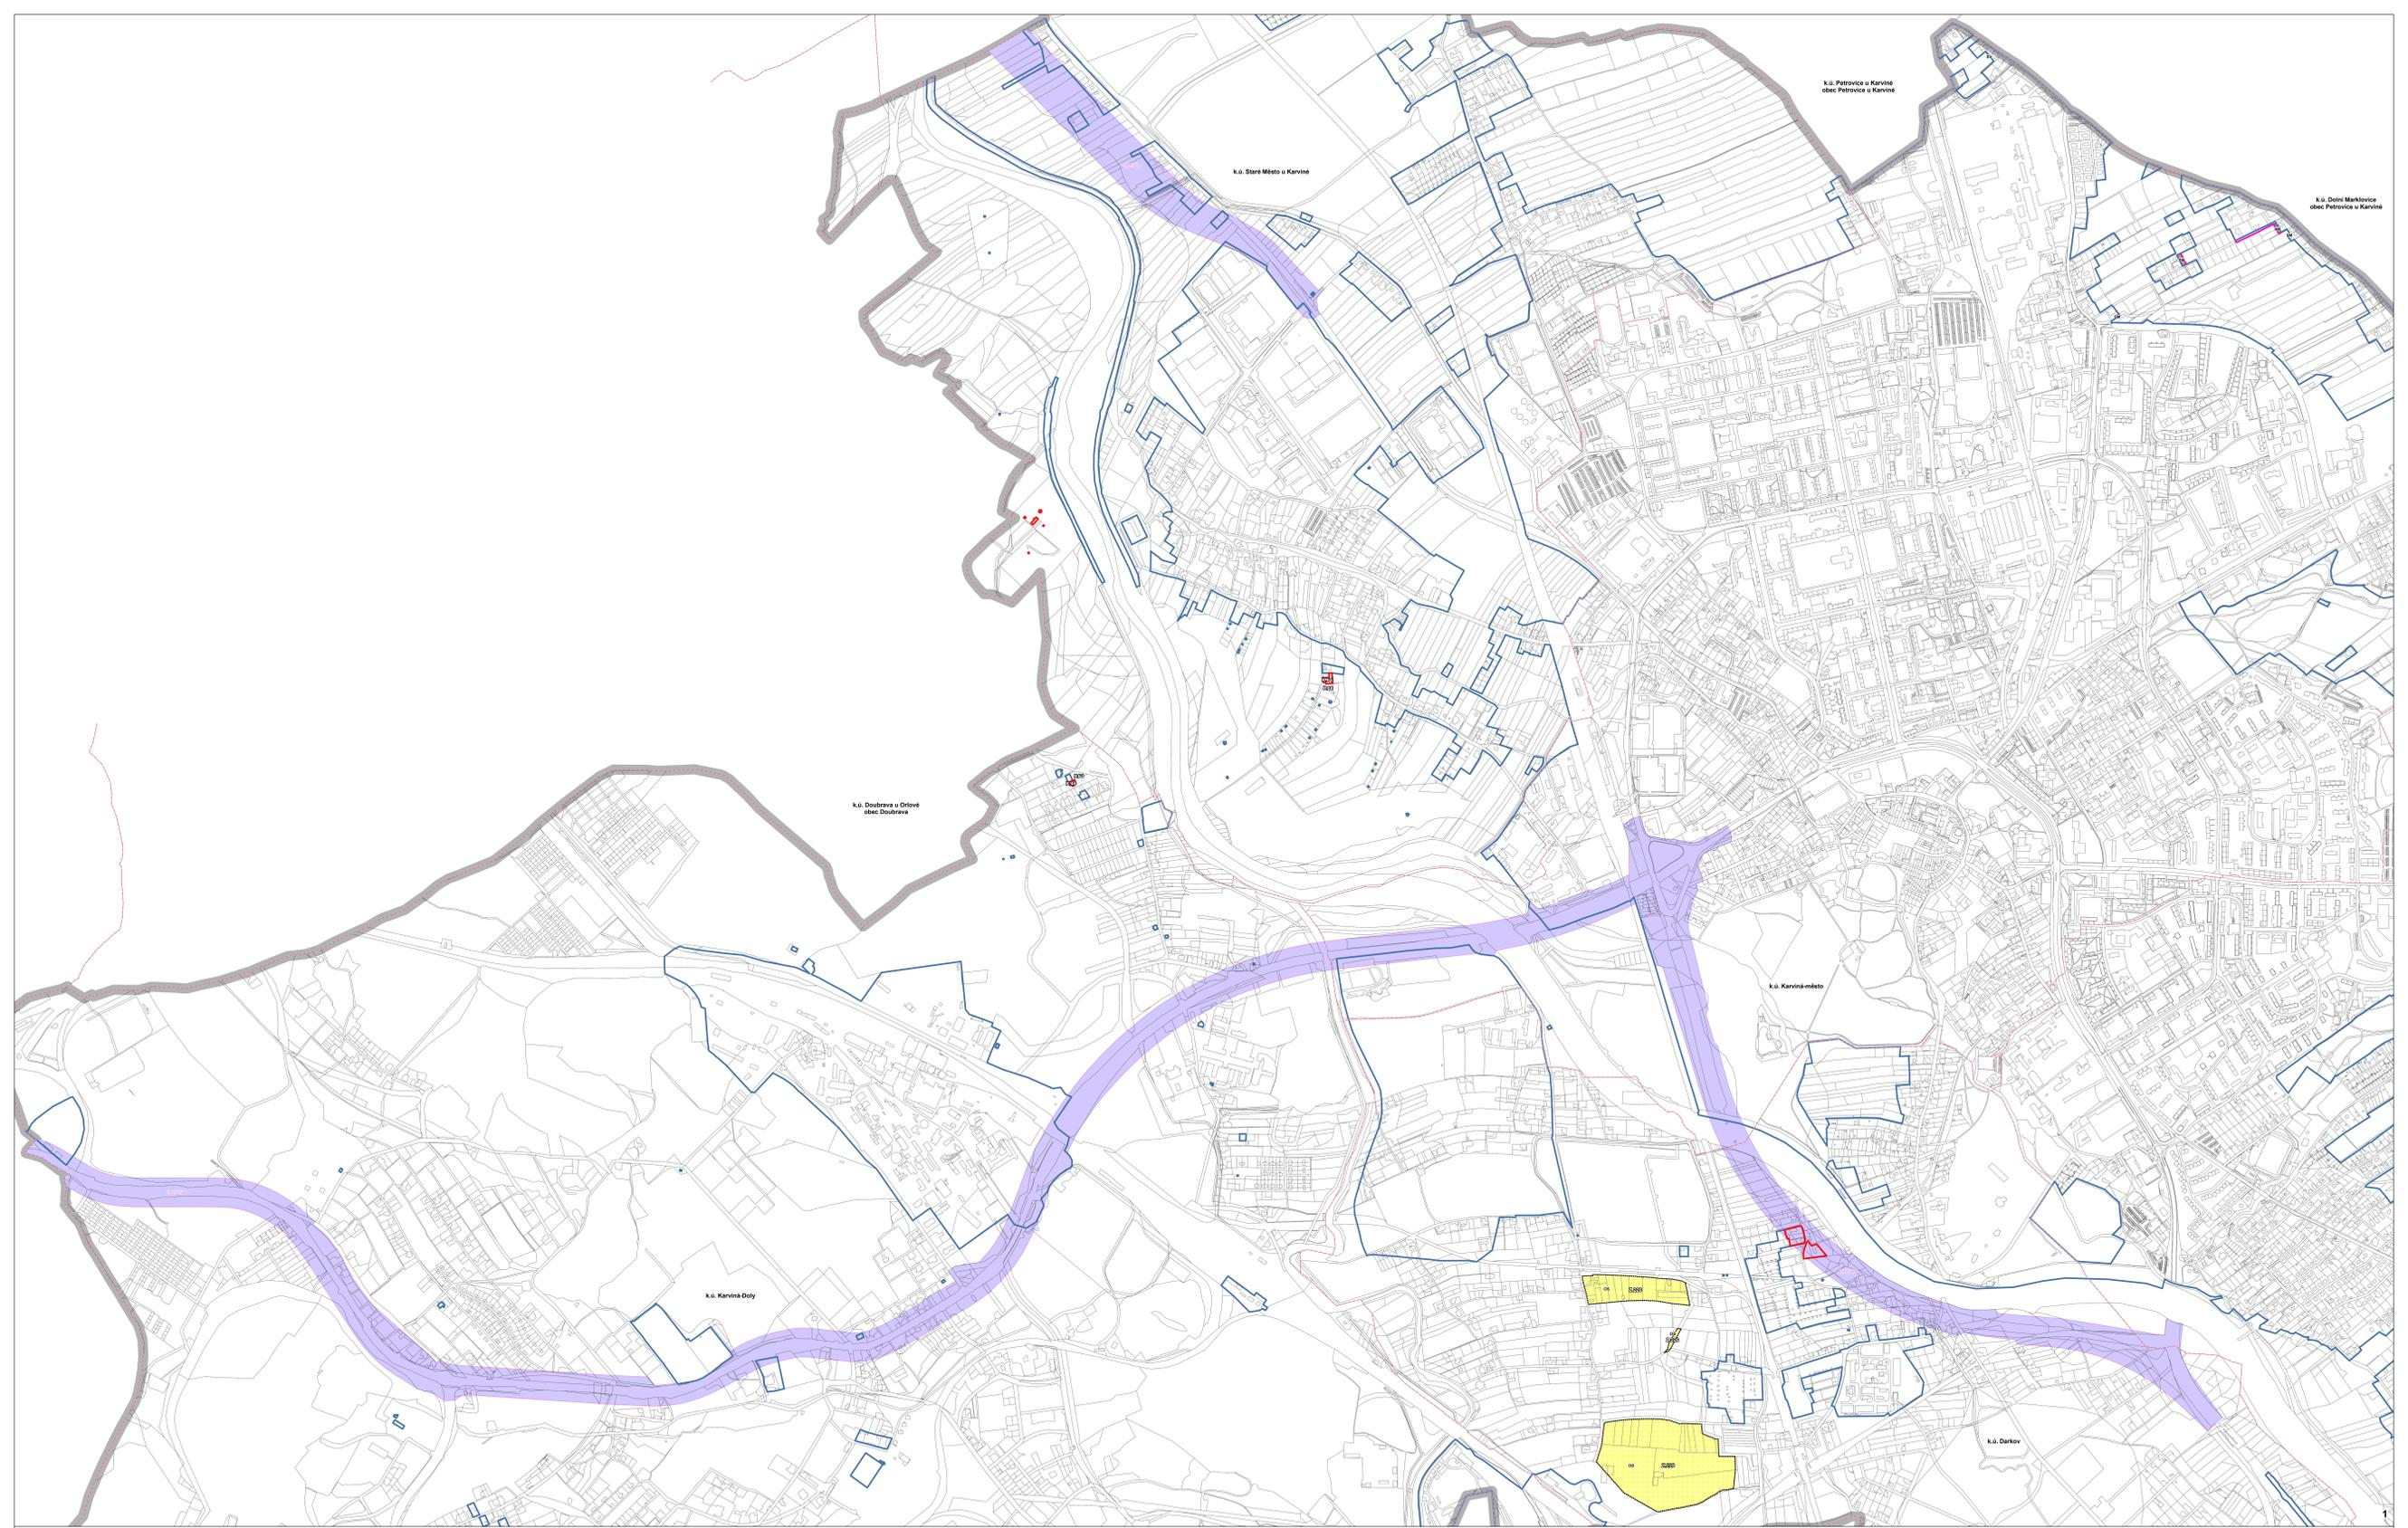 k.ú. Petrovice u Karviné
obec Petrovice u Karviné
k.ú. Staré Město u Karviné
k.ú. Dolní Marklovice
obec Petrovice u Karviné
k.ú. Doubrava u Orlové
obec Doubrava
k.ú. Karviná-město
k.ú. Karviná-Doly
k.ú. Darkov
1